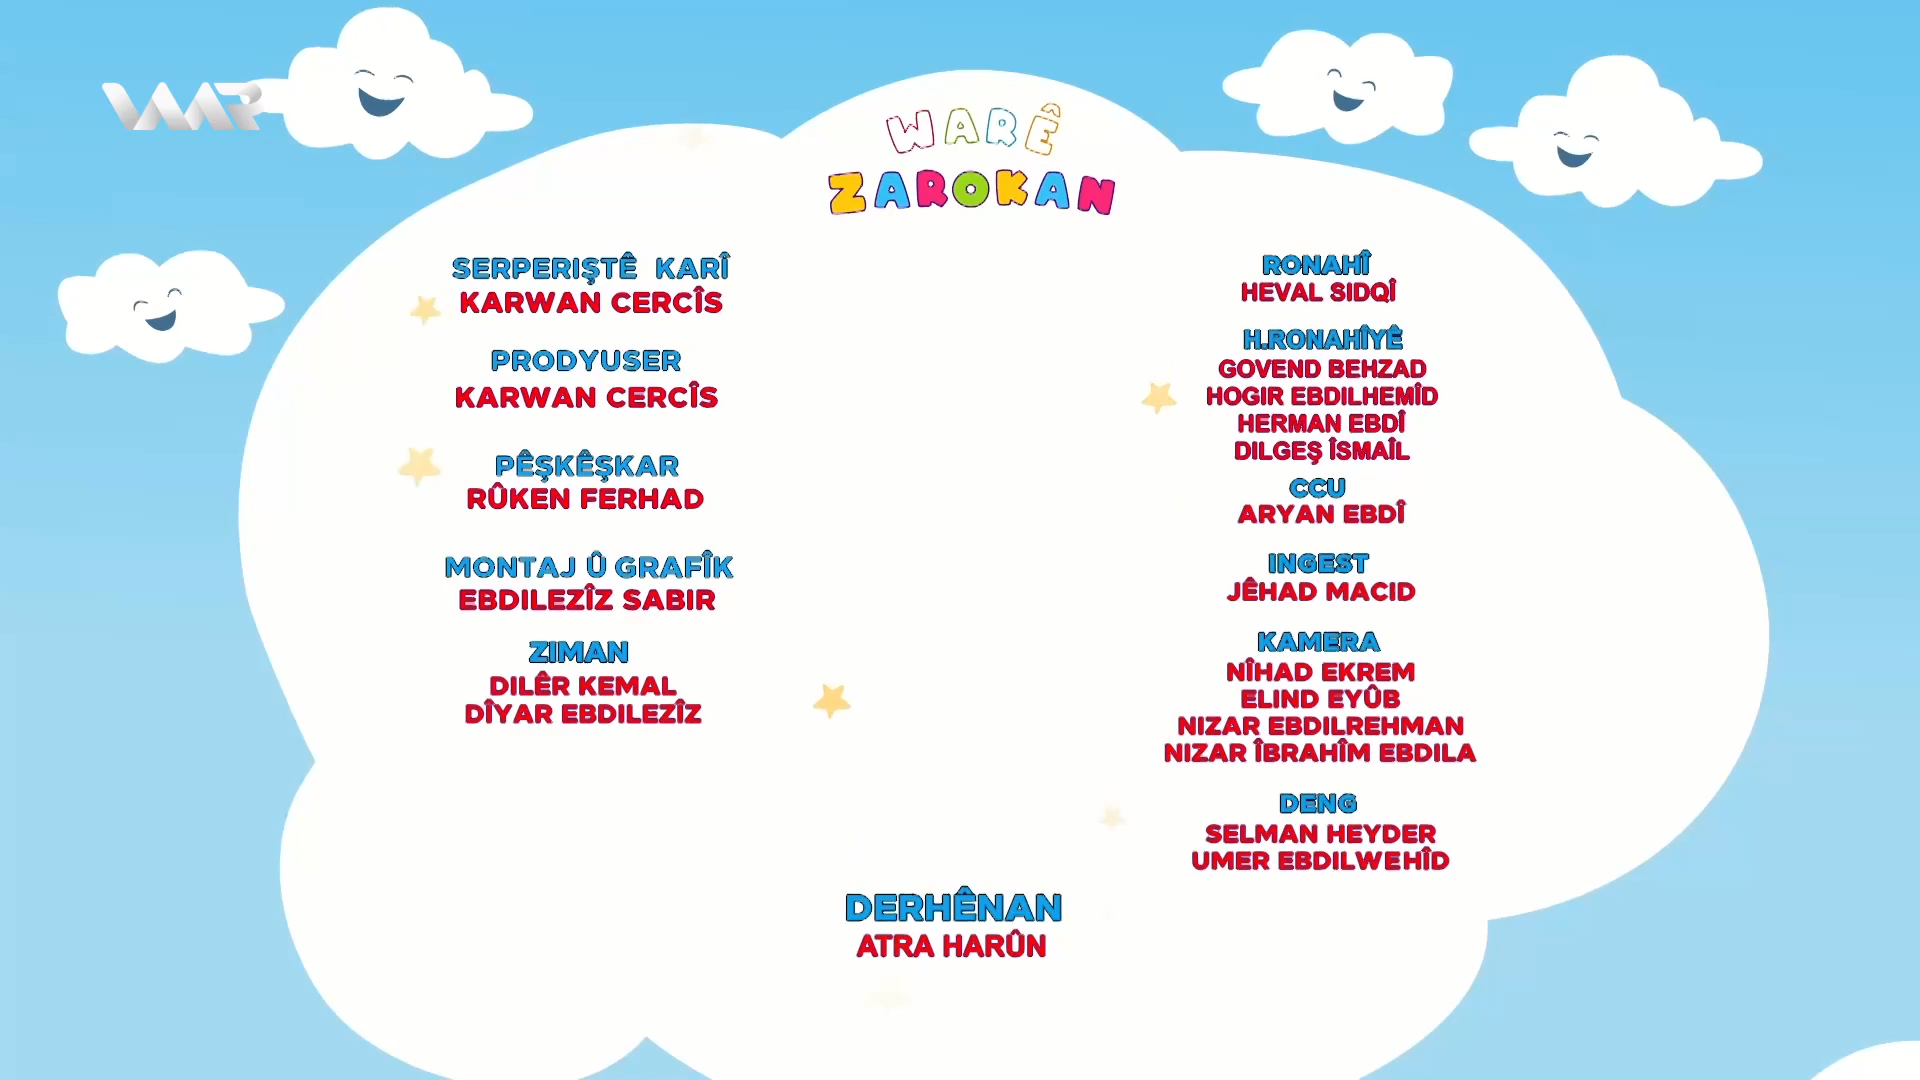 WAAR
WARÊ
ZAROKAN
SERPERIŞTÊ KARÎ
KARWAN CERCÎS
PRODYUSER
KARWAN CERCÎS
PÊŞKÊŞKAR
RÛKEN FERHAD
MONTAJ Û GRAFÎK
EBDILEZÎZ SABIR
ZIMAN
DILÊR KEMAL
DÎYAR EBDILEZÎZ
RONAHÎ
HEVAL SIDQÎ
H.RONAHÎYÊ
GOVEND BEHZAD
HOGIR EBDILHEMÎD
HERMAN EBDÎ
DILGEŞ ÎSMAÎL
CCU
ARYAN EBDÎ
INGEST
JÊHAD MACID
KAMERA
NÎHAD EKREM
ELIND EYÛB
NIZAR EBDILREHMAN
NIZAR ÎBRAHÎM EBDILA
DENG
SELMAN HEYDER
UMER EBDILWEHÎD
DERHÊNAN
ATRA HARÛN